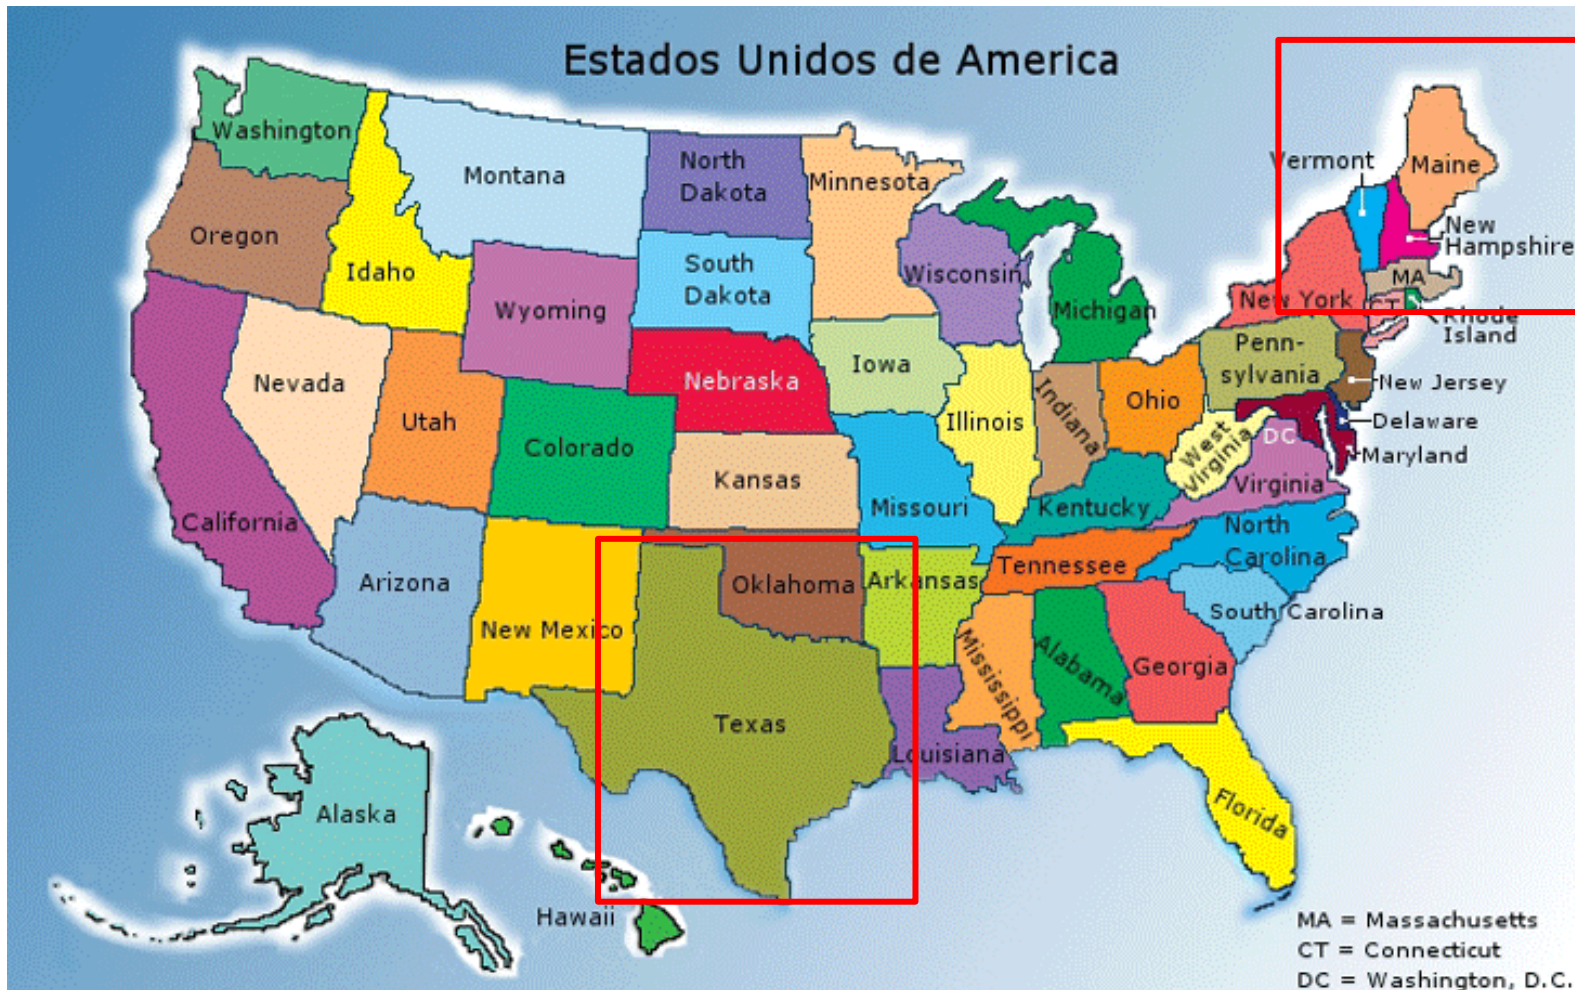 Estados Unidos de America
Washington
Montana
North
Dakota
Minnesota
Vermont
Maine
Oregon
Idaho
South
Dakota
Wisconsin
New
Hampshire
Wyoming
Michigan
New York
MA
CT
Rhode
Island
Nevada
Utah
Nebraska
Iowa
Penn-
sylvania
New Jersey
Colorado
Illinois
Indiana
Ohio
Delaware
West
Virginia
DC
Maryland
California
Kansas
Missouri
Kentucky
Virginia
Arizona
New Mexico
Oklahoma
Arkansas
Tennessee
North
Carolina
South Carolina
Texas
Louisiana
Mississippi
Alabama
Georgia
Florida
Alaska
Hawaii
MA = Massachusetts
CT = Connecticut
DC = Washington, D.C.